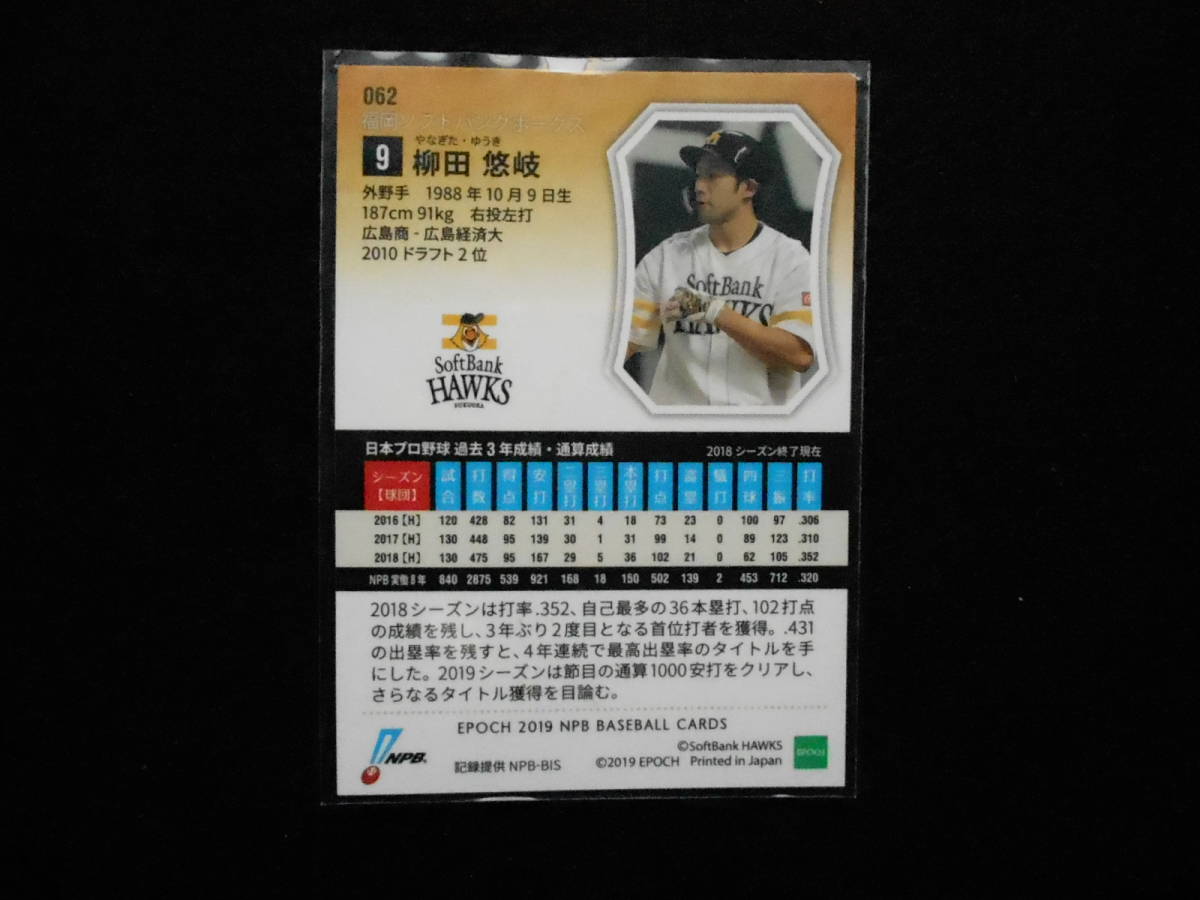 062
福岡ソフトバンクホークス
やなぎた・ゆうき
9 柳田 悠岐
外野手 1988年10月9日生
187cm 91kg 右投左打
広島商 - 広島経済大
2010 ドラフト2位
SoftBank
HAWKS
FUKUOKA
SoftBank
HAWKS
日本プロ野球 過去3年成績・通算成績 2018 シーズン終了現在
シーズン【球団】 試合 打数 得点 安打 二塁打 三塁打 本塁打 打点 盗塁 犠打 四球 三振 打率
2016 [H] 120 428 82 131 31 4 18 73 23 0 100 97 .306
2017 [H] 130 448 95 139 30 1 31 99 14 0 89 123 .310
2018 [H] 130 475 95 167 29 5 36 102 21 0 62 105 .352
NPB 実働8年 840 2875 539 921 168 18 150 502 139 2 453 712 .320
2018シーズンは打率.352、自己最多の36本塁打、102打点
の成績を残し、3年ぶり2度目となる首位打者を獲得。.431
の出塁率を残すと、4年連続で最高出塁率のタイトルを手
にした。2019シーズンは節目の通算1000安打をクリアし、
さらなるタイトル獲得を目論む。
EPOCH 2019 NPB BASEBALL CARDS
NPB
記録提供 NPB-BIS
©SoftBank HAWKS
©2019 EPOCH Printed in Japan
EPOCH